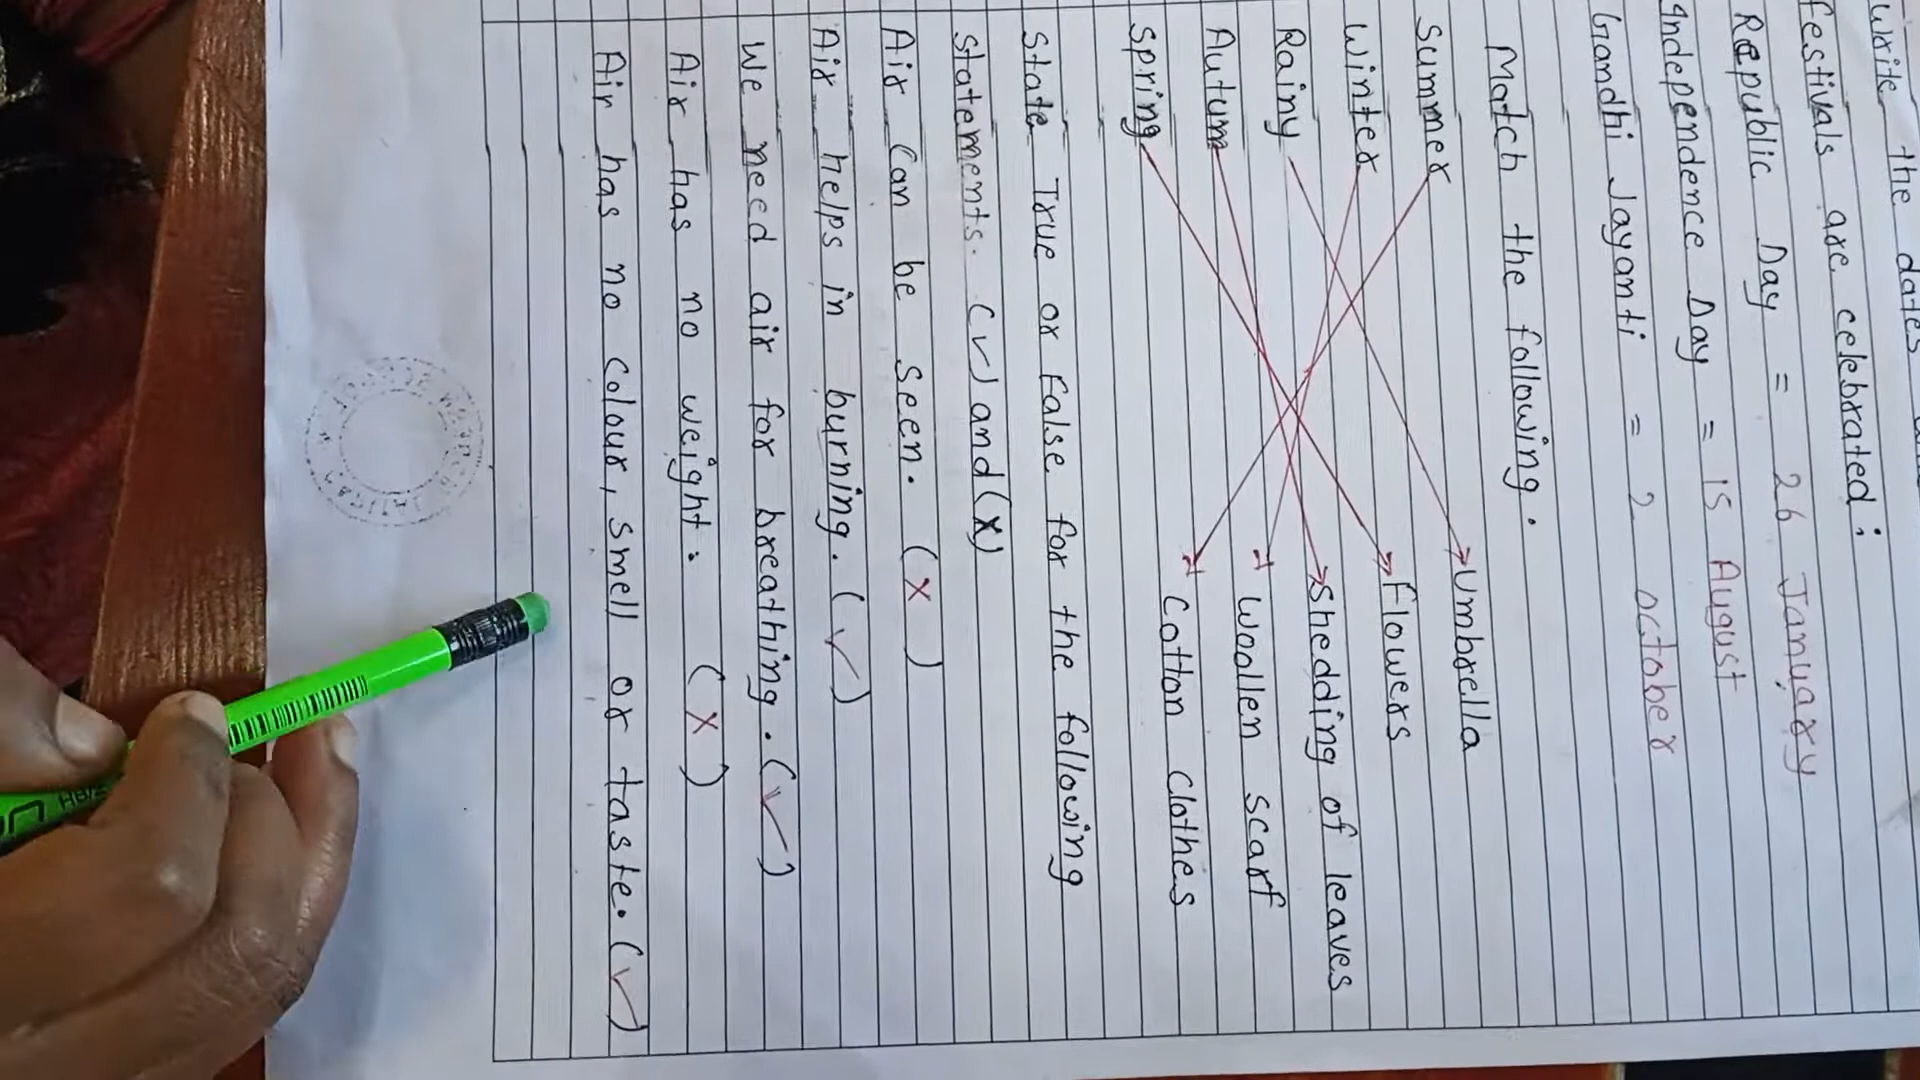 write the dates
festivals are celebrated:
Republic Day = 26 January
Independence Day = 15 August
Gandhi Jayanti = 2 october
Match the following.
Summer Umbrella
Winter Flowers
Rainy Shedding of leaves
Autum Woollen scarf
Spring Cotton Clothes
State True or False for the following
Statements. (✓) and (x)
Air Can be seen. (x)
Air helps in burning. (✓)
We need air for breathing. (✓)
Air has no weight. (x)
Air has no colour, smell or taste. (✓)
HB/2